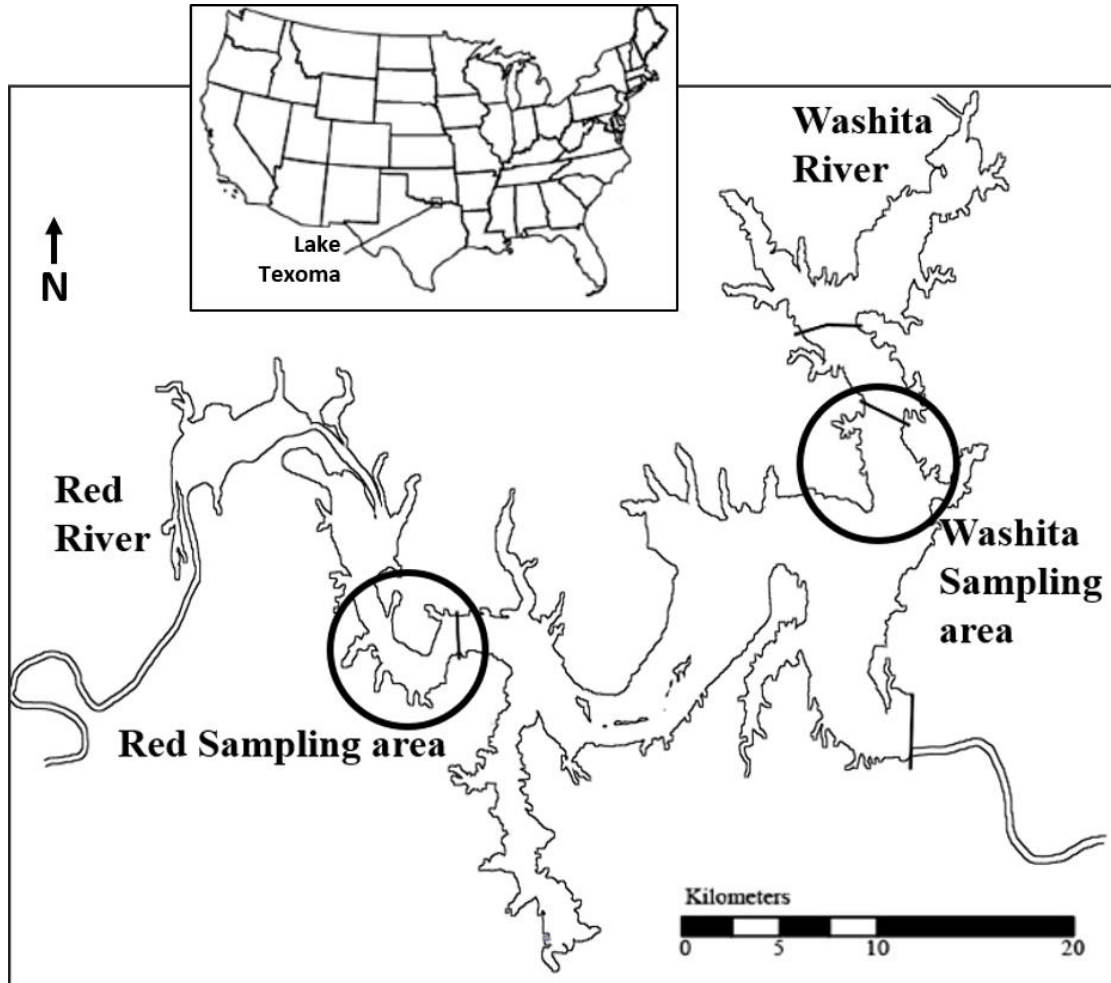 Lake
Texoma
N
Washita
River
Red
River
Washita
Sampling
area
Red Sampling area
Kilometers
0 5 10 20